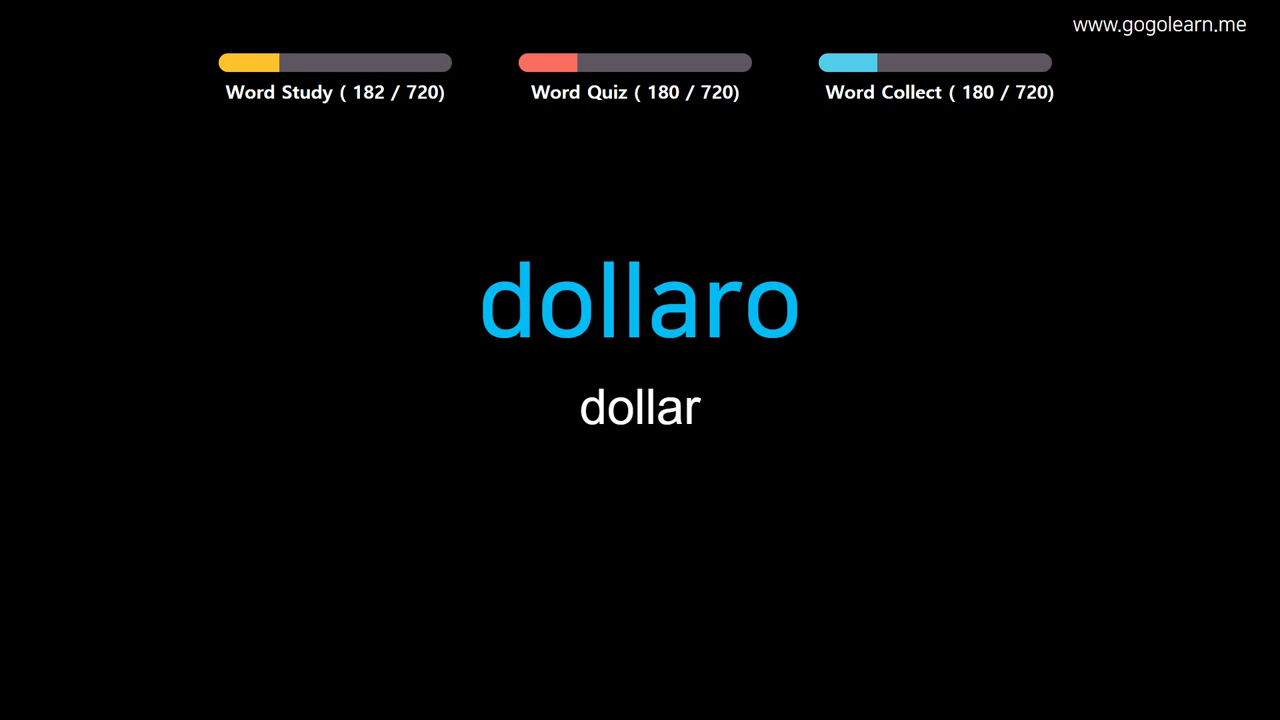 www.gogolearn.me
Word Study ( 182 / 720)
Word Quiz ( 180 / 720)
Word Collect ( 180 / 720)
dollaro
dollar